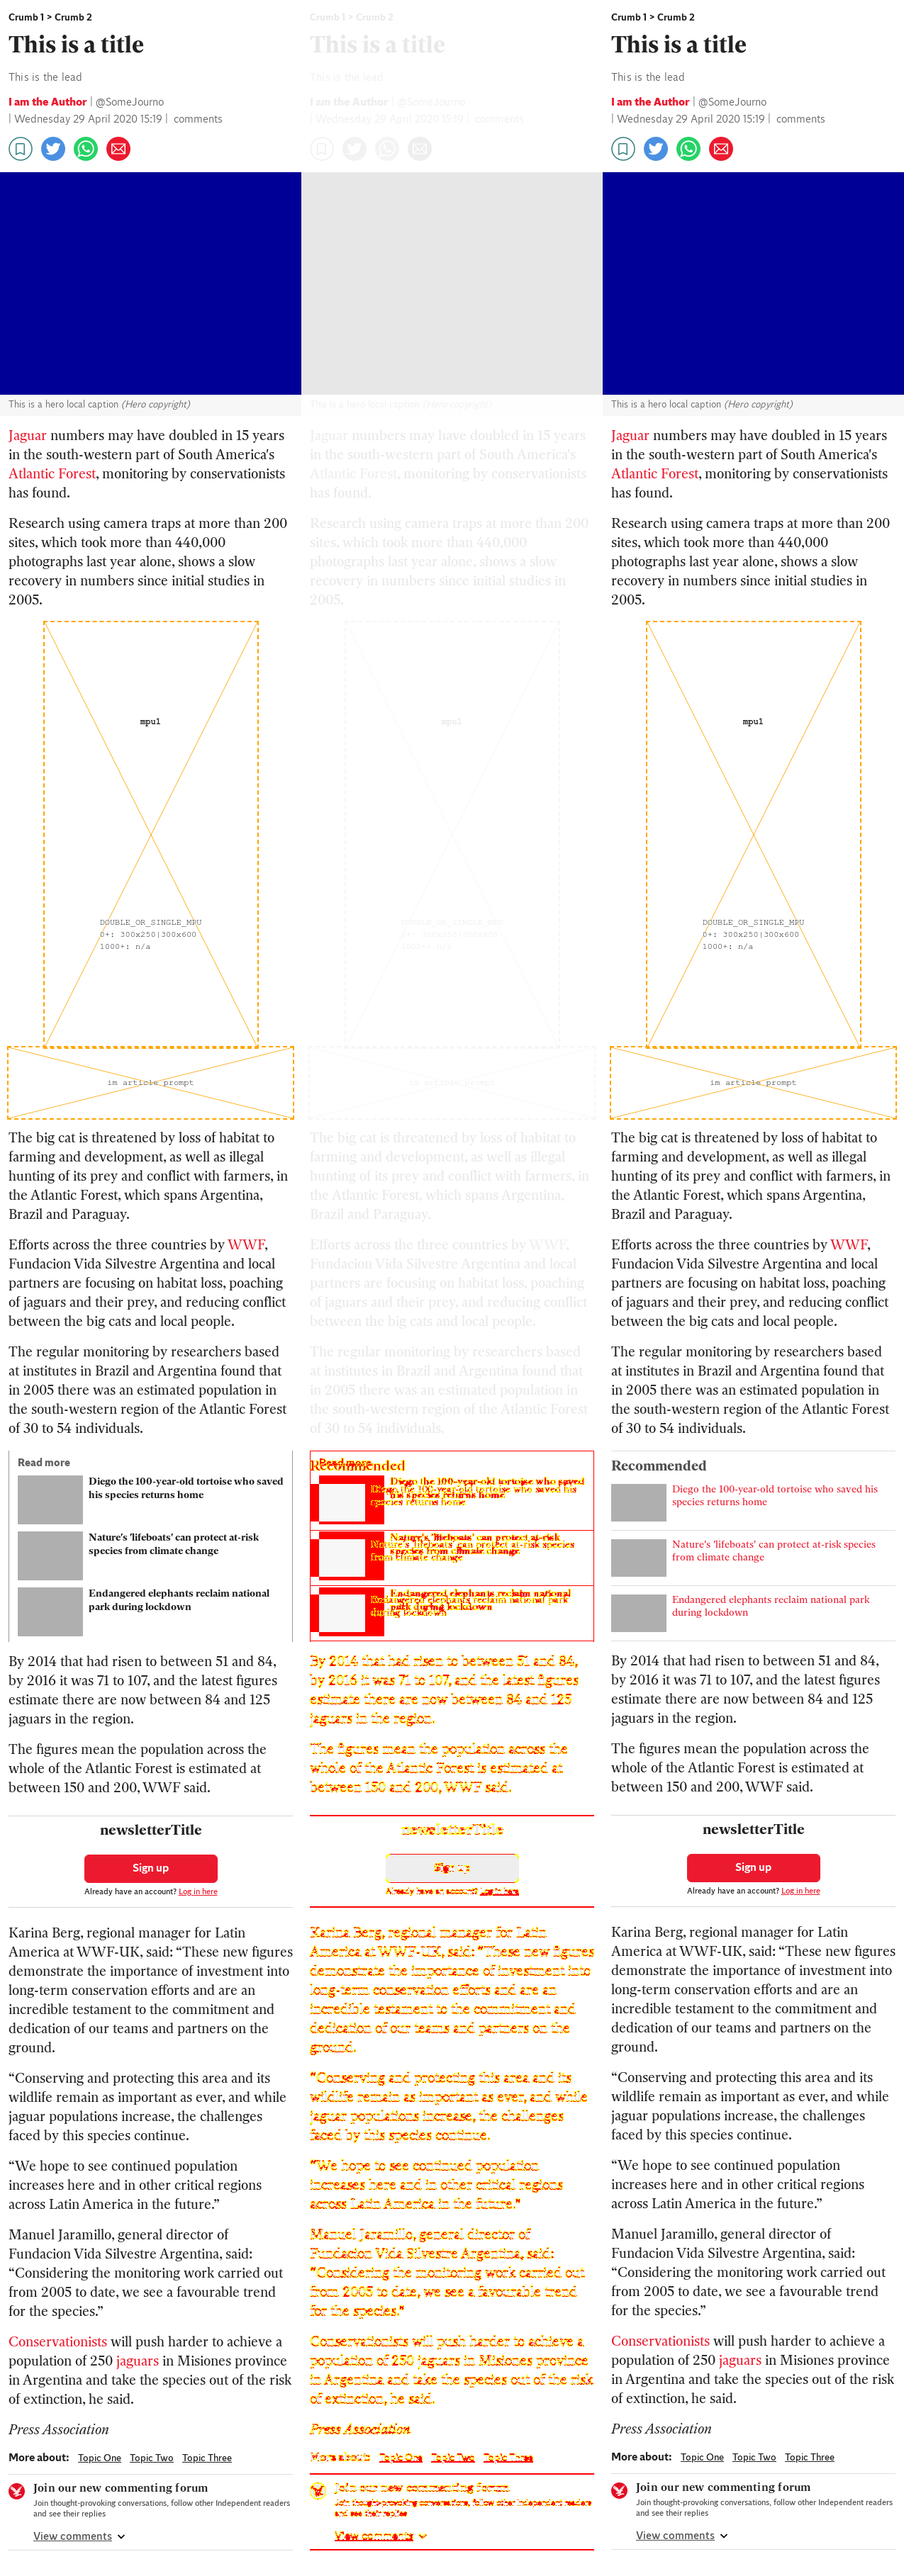 Crumb 1 > Crumb 2
This is a title
This is the lead
I am the Author | @SomeJourno
| Wednesday 29 April 2020 15:19 | comments
This is a hero local caption (Hero copyright)
Jaguar numbers may have doubled in 15 years
in the south-western part of South America's
Atlantic Forest, monitoring by conservationists
has found.
Research using camera traps at more than 200
sites, which took more than 440,000
photographs last year alone, shows a slow
recovery in numbers since initial studies in
2005.
mpu1
DOUBLE_OR_SINGLE_MPU
0+: 300x250|300x600
1000+: n/a
im article prompt
The big cat is threatened by loss of habitat to
farming and development, as well as illegal
hunting of its prey and conflict with farmers, in
the Atlantic Forest, which spans Argentina,
Brazil and Paraguay.
Efforts across the three countries by WWF,
Fundacion Vida Silvestre Argentina and local
partners are focusing on habitat loss, poaching
of jaguars and their prey, and reducing conflict
between the big cats and local people.
The regular monitoring by researchers based
at institutes in Brazil and Argentina found that
in 2005 there was an estimated population in
the south-western region of the Atlantic Forest
of 30 to 54 individuals.
Read more
Diego the 100-year-old tortoise who saved
his species returns home
Nature's 'lifeboats' can protect at-risk
species from climate change
Endangered elephants reclaim national
park during lockdown
By 2014 that had risen to between 51 and 84,
by 2016 it was 71 to 107, and the latest figures
estimate there are now between 84 and 125
jaguars in the region.
The figures mean the population across the
whole of the Atlantic Forest is estimated at
between 150 and 200, WWF said.
newsletterTitle
Sign up
Already have an account? Log in here
Karina Berg, regional manager for Latin
America at WWF-UK, said: “These new figures
demonstrate the importance of investment into
long-term conservation efforts and are an
incredible testament to the commitment and
dedication of our teams and partners on the
ground.
“Conserving and protecting this area and its
wildlife remain as important as ever, and while
jaguar populations increase, the challenges
faced by this species continue.
“We hope to see continued population
increases here and in other critical regions
across Latin America in the future.”
Manuel Jaramillo, general director of
Fundacion Vida Silvestre Argentina, said:
“Considering the monitoring work carried out
from 2005 to date, we see a favourable trend
for the species.”
Conservationists will push harder to achieve a
population of 250 jaguars in Misiones province
in Argentina and take the species out of the risk
of extinction, he said.
Press Association
More about: Topic One Topic Two Topic Three
Join our new commenting forum
Join thought-provoking conversations, follow other Independent readers
and see their replies
View comments
Crumb 1 > Crumb 2
This is a title
This is the lead
I am the Author | @SomeJourno
| Wednesday 29 April 2020 15:19 | comments
This is a hero local caption (Hero copyright)
Jaguar numbers may have doubled in 15 years
in the south-western part of South America's
Atlantic Forest, monitoring by conservationists
has found.
Research using camera traps at more than 200
sites, which took more than 440,000
photographs last year alone, shows a slow
recovery in numbers since initial studies in
2005.
mpu1
The big cat is threatened by loss of habitat to
farming and development, as well as illegal
hunting of its prey and conflict with farmers, in
the Atlantic Forest, which spans Argentina,
Brazil and Paraguay.
Efforts across the three countries by WWF,
Fundacion Vida Silvestre Argentina and local
partners are focusing on habitat loss, poaching
of jaguars and their prey, and reducing conflict
between the big cats and local people.
The regular monitoring by researchers based
at institutes in Brazil and Argentina found that
in 2005 there was an estimated population in
the south-western region of the Atlantic Forest
of 30 to 54 individuals.
Recommended
By 2014 that had risen to between 51 and 84,
by 2016 it was 71 to 107, and the latest figures
estimate there are now between 84 and 125
jaguars in the region.
The figures mean the population across the
whole of the Atlantic Forest is estimated at
between 150 and 200, WWF said.
newsletterTitle
Sign up
Already have an account? Log in here
Karina Berg, regional manager for Latin
America at WWF-UK, said: “These new figures
demonstrate the importance of investment into
long-term conservation efforts and are an
incredible testament to the commitment and
dedication of our teams and partners on the
ground.
“Conserving and protecting this area and its
wildlife remain as important as ever, and while
jaguar populations increase, the challenges
faced by this species continue.
“We hope to see continued population
increases here and in other critical regions
across Latin America in the future.”
Manuel Jaramillo, general director of
Fundacion Vida Silvestre Argentina, said:
“Considering the monitoring work carried out
from 2005 to date, we see a favourable trend
for the species.”
Conservationists will push harder to achieve a
population of 250 jaguars in Misiones province
in Argentina and take the species out of the risk
of extinction, he said.
Press Association
More about: Topic One Topic Two Topic Three
Join our new commenting forum
Join thought-provoking conversations, follow other Independent readers
and see their replies
View comments
Crumb 1 > Crumb 2
This is a title
This is the lead
I am the Author | @SomeJourno
| Wednesday 29 April 2020 15:19 | comments
This is a hero local caption (Hero copyright)
Jaguar numbers may have doubled in 15 years
in the south-western part of South America's
Atlantic Forest, monitoring by conservationists
has found.
Research using camera traps at more than 200
sites, which took more than 440,000
photographs last year alone, shows a slow
recovery in numbers since initial studies in
2005.
mpu1
DOUBLE_OR_SINGLE_MPU
0+: 300x250|300x600
1000+: n/a
im article prompt
The big cat is threatened by loss of habitat to
farming and development, as well as illegal
hunting of its prey and conflict with farmers, in
the Atlantic Forest, which spans Argentina,
Brazil and Paraguay.
Efforts across the three countries by WWF,
Fundacion Vida Silvestre Argentina and local
partners are focusing on habitat loss, poaching
of jaguars and their prey, and reducing conflict
between the big cats and local people.
The regular monitoring by researchers based
at institutes in Brazil and Argentina found that
in 2005 there was an estimated population in
the south-western region of the Atlantic Forest
of 30 to 54 individuals.
Recommended
Diego the 100-year-old tortoise who saved his
species returns home
Nature's 'lifeboats' can protect at-risk species
from climate change
Endangered elephants reclaim national park
during lockdown
By 2014 that had risen to between 51 and 84,
by 2016 it was 71 to 107, and the latest figures
estimate there are now between 84 and 125
jaguars in the region.
The figures mean the population across the
whole of the Atlantic Forest is estimated at
between 150 and 200, WWF said.
newsletterTitle
Sign up
Already have an account? Log in here
Karina Berg, regional manager for Latin
America at WWF-UK, said: “These new figures
demonstrate the importance of investment into
long-term conservation efforts and are an
incredible testament to the commitment and
dedication of our teams and partners on the
ground.
“Conserving and protecting this area and its
wildlife remain as important as ever, and while
jaguar populations increase, the challenges
faced by this species continue.
“We hope to see continued population
increases here and in other critical regions
across Latin America in the future.”
Manuel Jaramillo, general director of
Fundacion Vida Silvestre Argentina, said:
“Considering the monitoring work carried out
from 2005 to date, we see a favourable trend
for the species.”
Conservationists will push harder to achieve a
population of 250 jaguars in Misiones province
in Argentina and take the species out of the risk
of extinction, he said.
Press Association
More about: Topic One Topic Two Topic Three
Join our new commenting forum
Join thought-provoking conversations, follow other Independent readers
and see their replies
View comments